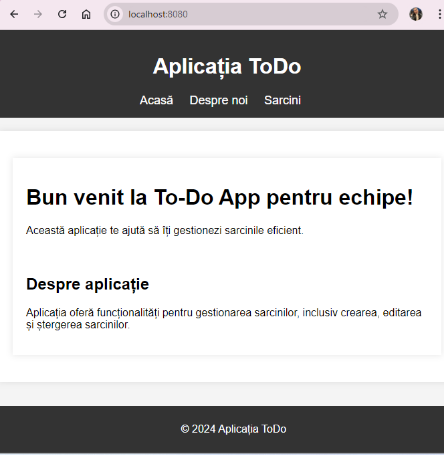 localhost:8080
Aplicația ToDo
Acasă Despre noi Sarcini
Bun venit la To-Do App pentru echipe!
Această aplicație te ajută să îți gestionezi sarcinile eficient.
Despre aplicație
Aplicația oferă funcționalități pentru gestionarea sarcinilor, inclusiv crearea, editarea
și ștergerea sarcinilor.
© 2024 Aplicația ToDo